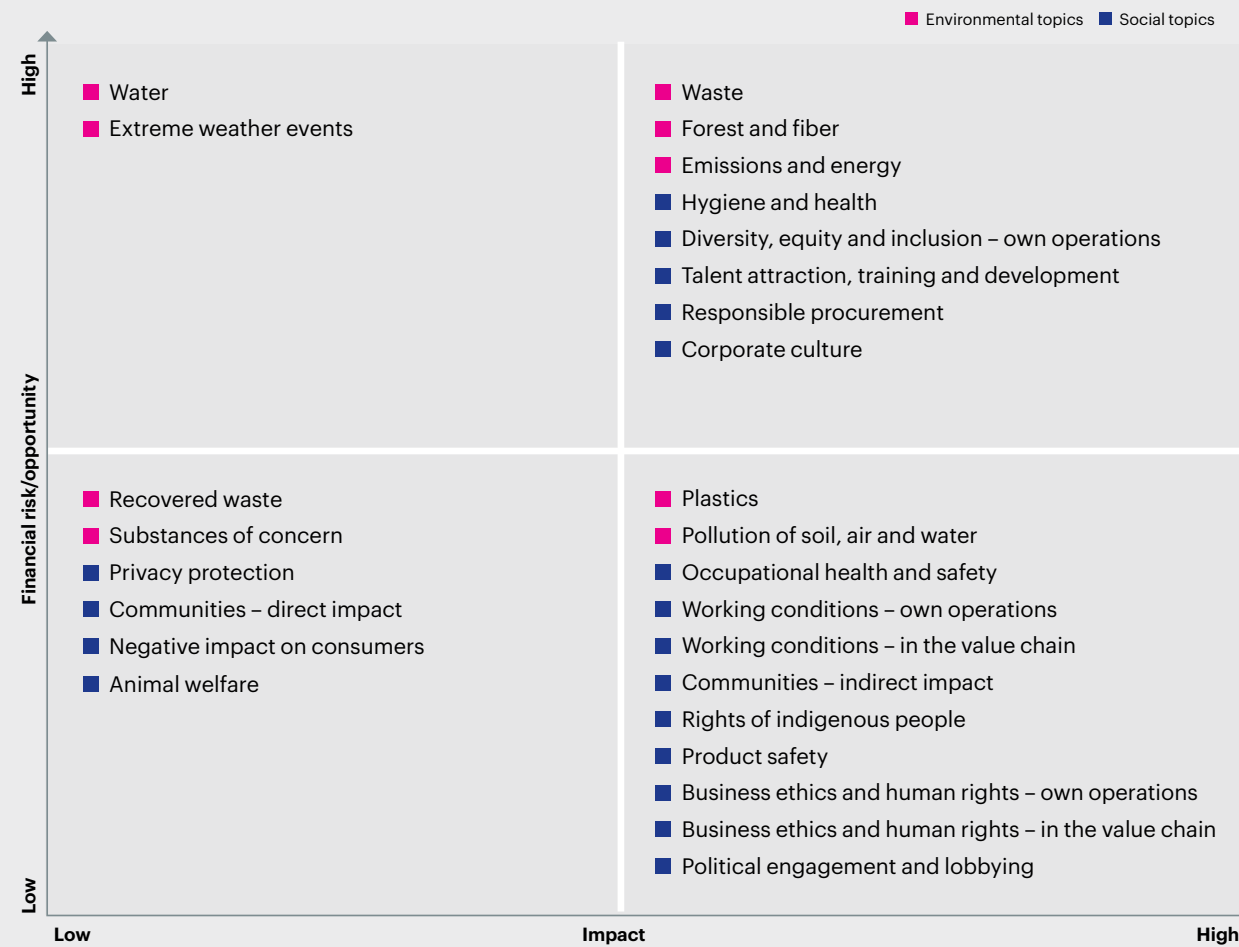 Environmental topics
Social topics
High
Financial risk/opportunity
Low
Water
Extreme weather events
Waste
Forest and fiber
Emissions and energy
Hygiene and health
Diversity, equity and inclusion – own operations
Talent attraction, training and development
Responsible procurement
Corporate culture
Recovered waste
Substances of concern
Privacy protection
Communities – direct impact
Negative impact on consumers
Animal welfare
Plastics
Pollution of soil, air and water
Occupational health and safety
Working conditions – own operations
Working conditions – in the value chain
Communities – indirect impact
Rights of indigenous people
Product safety
Business ethics and human rights – own operations
Business ethics and human rights – in the value chain
Political engagement and lobbying
Low
Impact
High